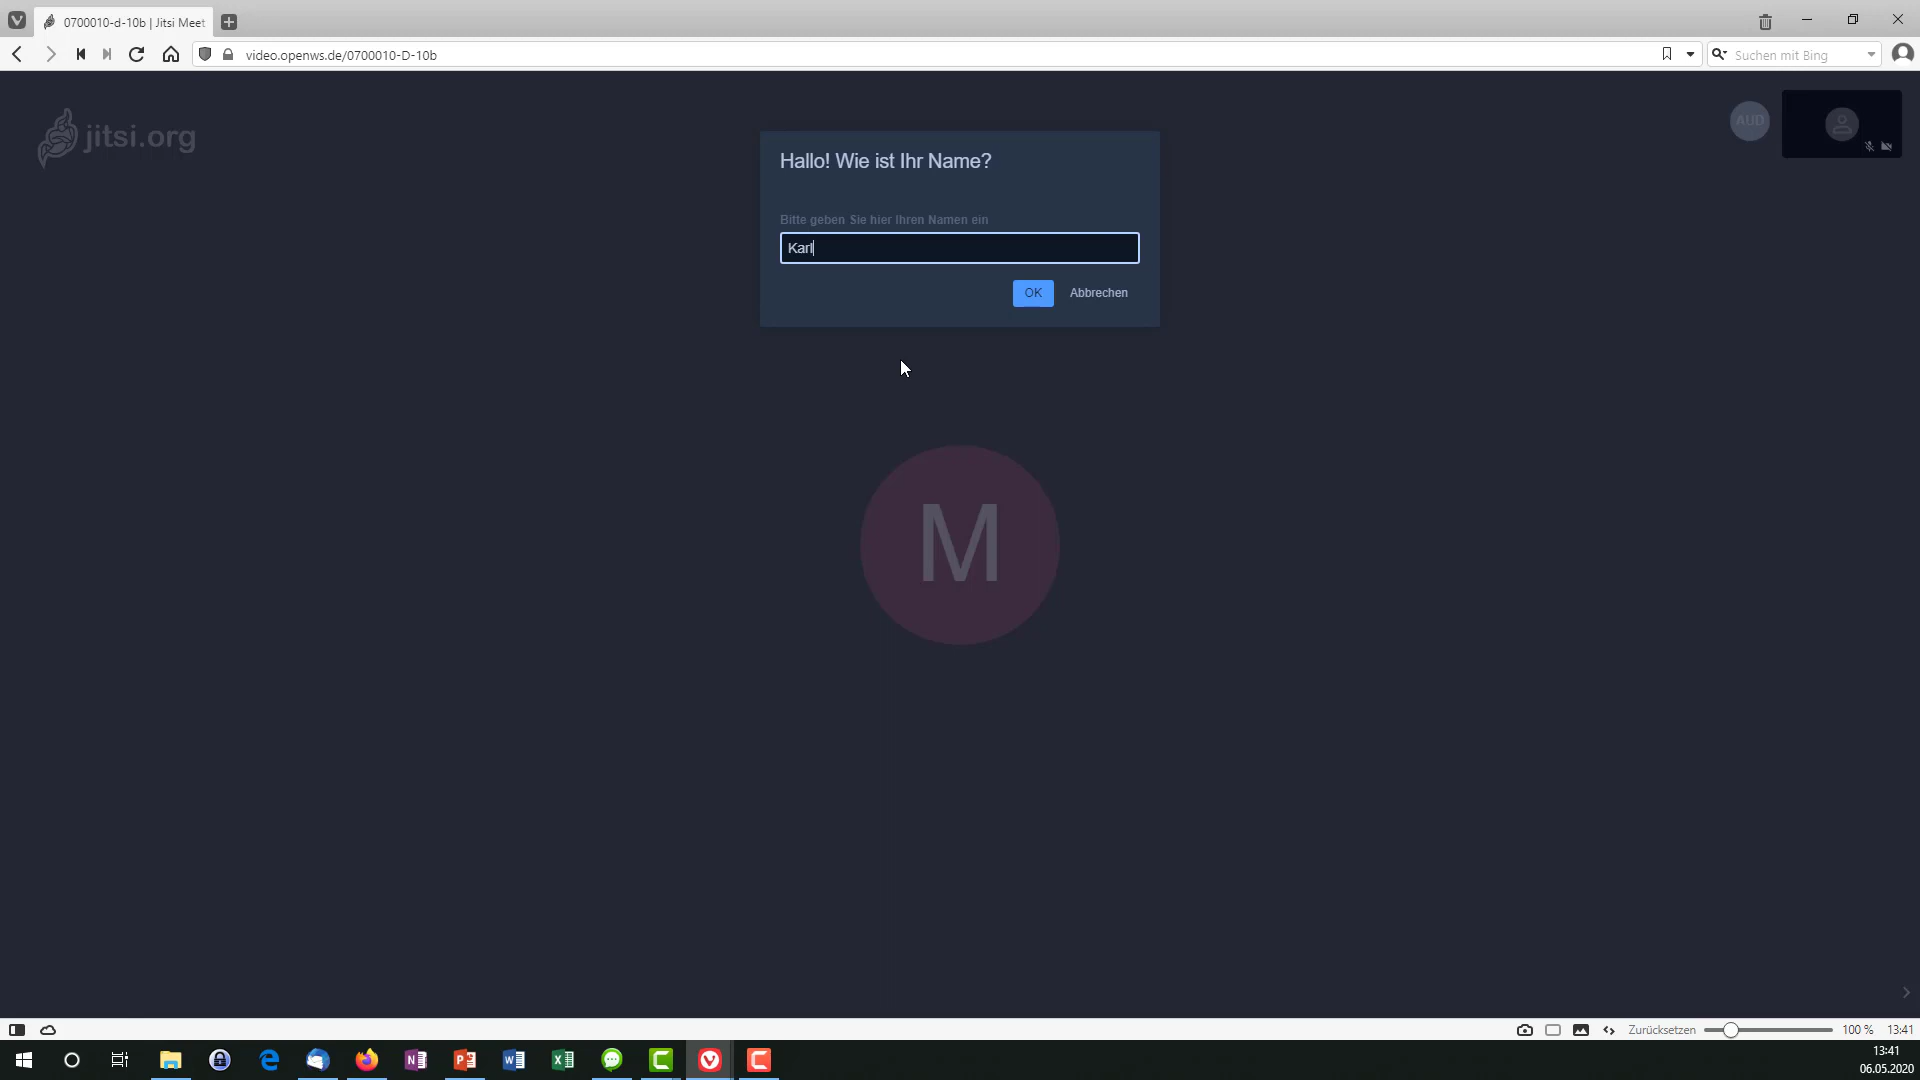 0700010-d-10b | Jitsi Meet
video.openws.de/0700010-D-10b
Suchen mit Bing
jitsi.org
AUD
Hallo! Wie ist Ihr Name?
Bitte geben Sie hier Ihren Namen ein
Karl
OK
Abbrechen
M
Zurücksetzen
100 %
13:41
13:41
06.05.2020